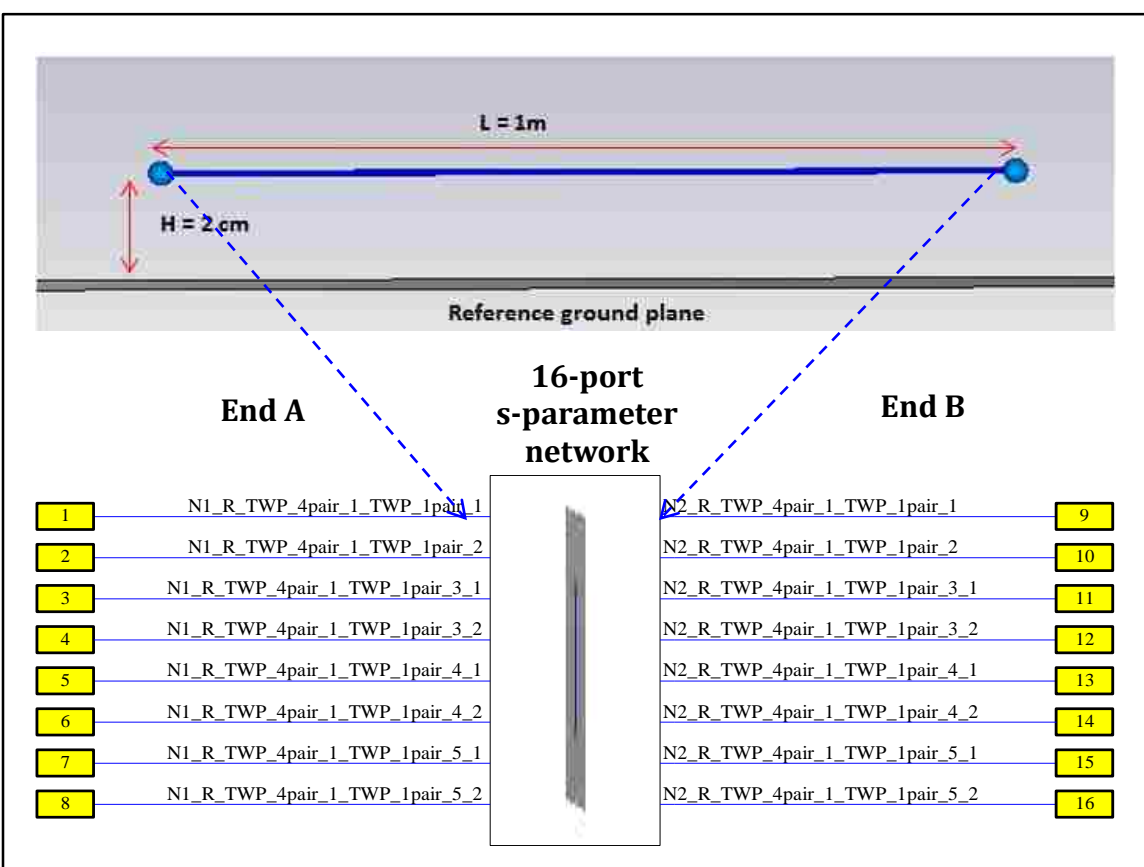 L = 1m
H = 2 cm
Reference ground plane
16-port
s-parameter
network
End A
End B
1 N1_R_TWP_4pair_1_TWP_1pair_1 N2_R_TWP_4pair_1_TWP_1pair_1 9
2 N1_R_TWP_4pair_1_TWP_1pair_2 N2_R_TWP_4pair_1_TWP_1pair_2 10
3 N1_R_TWP_4pair_1_TWP_1pair_3_1 N2_R_TWP_4pair_1_TWP_1pair_3_1 11
4 N1_R_TWP_4pair_1_TWP_1pair_3_2 N2_R_TWP_4pair_1_TWP_1pair_3_2 12
5 N1_R_TWP_4pair_1_TWP_1pair_4_1 N2_R_TWP_4pair_1_TWP_1pair_4_1 13
6 N1_R_TWP_4pair_1_TWP_1pair_4_2 N2_R_TWP_4pair_1_TWP_1pair_4_2 14
7 N1_R_TWP_4pair_1_TWP_1pair_5_1 N2_R_TWP_4pair_1_TWP_1pair_5_1 15
8 N1_R_TWP_4pair_1_TWP_1pair_5_2 N2_R_TWP_4pair_1_TWP_1pair_5_2 16